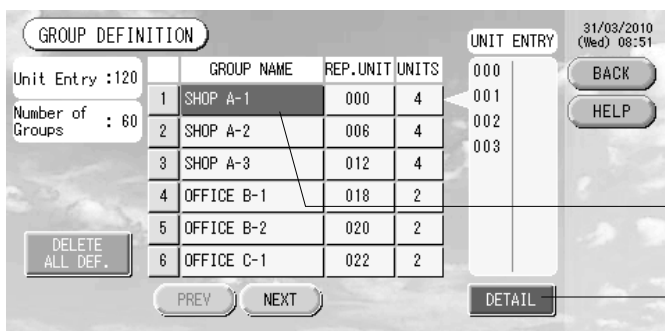 GROUP DEFINITION
UNIT ENTRY
31/03/2010
(Wed) 08:51
Unit Entry :120
Number of
Groups : 60
GROUP NAME REP.UNIT UNITS
1 SHOP A-1 000 4
2 SHOP A-2 006 4
3 SHOP A-3 012 4
4 OFFICE B-1 018 2
5 OFFICE B-2 020 2
6 OFFICE C-1 022 2
000
001
002
003
BACK
HELP
DELETE
ALL DEF.
PREV NEXT
DETAIL